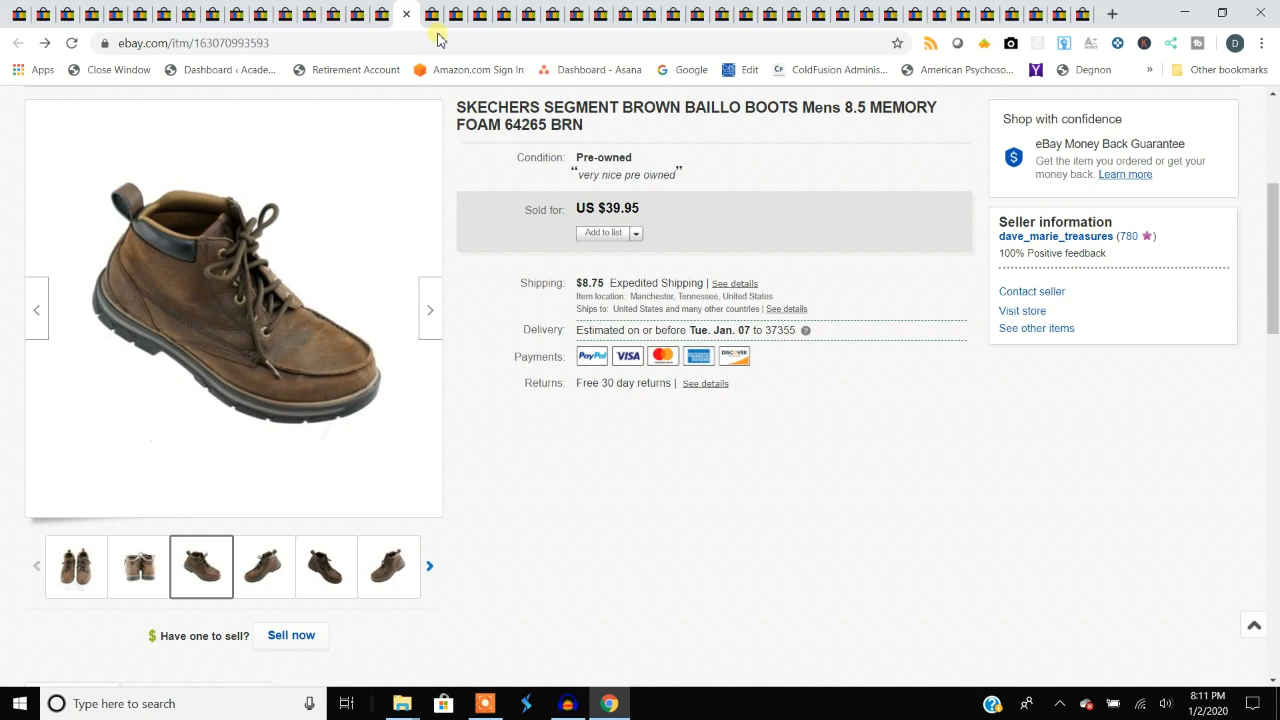 ebay.com/itm/163070993593
D
Apps
Close Window
Dashboard ‹ Acade...
Retirement Account
Amazon.com Sign In
Dashboard - Asana
Google
Edit
ColdFusion Adminis...
American Psychoso...
Degnon
»
Other bookmarks
SKECHERS SEGMENT BROWN BAILLO BOOTS Mens 8.5 MEMORY
FOAM 64265 BRN
Condition: Pre-owned
“very nice pre owned”
Sold for: US $39.95
Add to list
Shipping: $8.75 Expedited Shipping | See details
Item location: Manchester, Tennessee, United States
Ships to: United States and many other countries | See details
Delivery: Estimated on or before Tue. Jan. 07 to 37355
Payments: PayPal VISA MasterCard DISCOVER
Returns: Free 30 day returns | See details
Shop with confidence
eBay Money Back Guarantee
Get the item you ordered or get your
money back. Learn more
Seller information
dave_marie_treasures (780 )
100% Positive feedback
Contact seller
Visit store
See other items
Have one to sell? Sell now
Type here to search
8:11 PM
1/2/2020